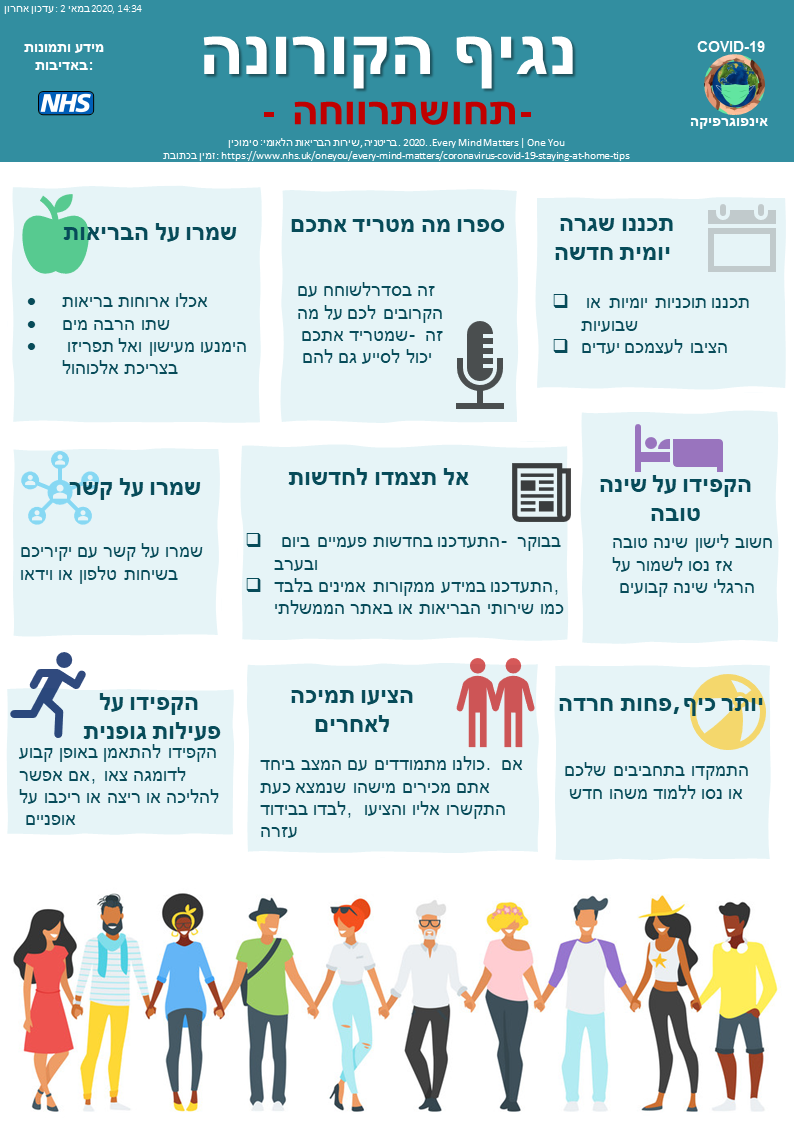 עדכון אחרון : 2 במאי 2020, 14:34
מידע ותמונות
באדיבות:
NHS
נגיף הקורונה
- תחושתרווחה-
COVID-19
אינפוגרפיקה
סימוכין :בריטניה ,שירות הבריאות הלאומי. 2020. .Every Mind Matters | One You
זמין בכתובת : https://www.nhs.uk/oneyou/every-mind-matters/coronavirus-covid-19-staying-at-home-tips
תכננו שגרה
יומית חדשה
❑ תכננו תוכניות יומיות או
שבועיות
❑ הציבו לעצמכם יעדים
ספרו מה מטריד אתכם
זה בסדרלשוחח עם
הקרובים לכם על מה
שמטריד אתכם- זה
יכול לסייע גם להם
שמרו על הבריאות
• אכלו ארוחות בריאות
• שתו הרבה מים
• הימנעו מעישון ואל תפריזו
בצריכת אלכוהול
הקפידו על שינה
טובה
חשוב לישון שינה טובה
אז נסו לשמור על
הרגלי שינה קבועים
אל תצמדו לחדשות
❑ התעדכנו בחדשות פעמיים ביום- בבוקר
ובערב
❑ התעדכנו במידע ממקורות אמינים בלבד,
כמו שירותי הבריאות או באתר הממשלתי
שמרו על קשר
שמרו על קשר עם יקיריכם
בשיחות טלפון או וידאו
יותר כיף,פחות חרדה
התמקדו בתחביבים שלכם
או נסו ללמוד משהו חדש
הציעו תמיכה
לאחרים
כולנו מתמודדים עם המצב ביחד. אם
אתם מכירים מישהו שנמצא כעת
לבדו בבידוד, התקשרו אליו והציעו
עזרה
הקפידו על
פעילות גופנית
הקפידו להתאמן באופן קבוע
אם אפשר, לדומגה צאו
להליכה או ריצה או ריכבו על
אופניים